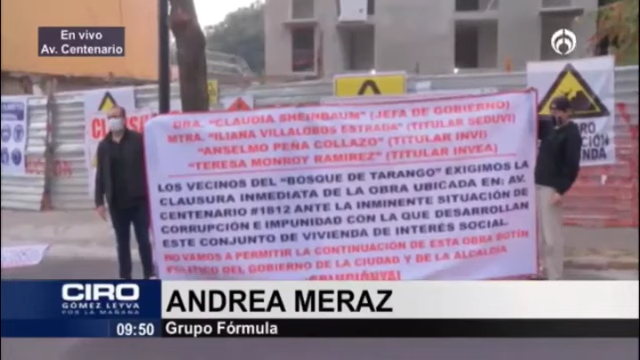 En vivo
Av. Centenario
DRA. "CLAUDIA SHEINBAUM" (JEFA DE GOBIERNO)
MTRA. "ILIANA VILLALOBOS ESTRADA" (TITULAR SEDUVI)
"ANSELMO PEÑA COLLAZO" (TITULAR INVI)
"TERESA MONROY RAMIREZ" (TITULAR INVEA)
LOS VECINOS DEL "BOSQUE DE TARANGO" EXIGIMOS LA
CLAUSURA INMEDIATA DE LA OBRA UBICADA EN: AV.
CENTENARIO #1812 ANTE LA INMINENTE SITUACIÓN DE
CORRUPCIÓN E IMPUNIDAD CON LA QUE DESARROLLAN
ESTE CONJUNTO DE VIVIENDA DE INTERÉS SOCIAL.
NO VAMOS A PERMITIR LA CONTINUACIÓN DE ESTA OBRA BOTÍN
POLÍTICO DEL GOBIERNO DE LA CIUDAD Y DE LA ALCALDIA
CIRO
GÓMEZ LEYVA
POR LA MAÑANA
09:50
ANDREA MERAZ
Grupo Fórmula